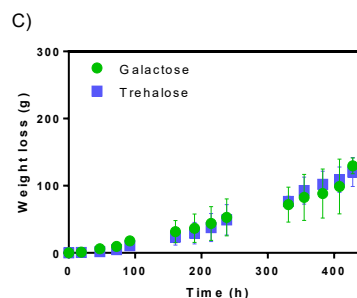 C)
300
Galactose
Trehalose
200
Weight loss (g)
100
0
0 100 200 300 400
Time (h)